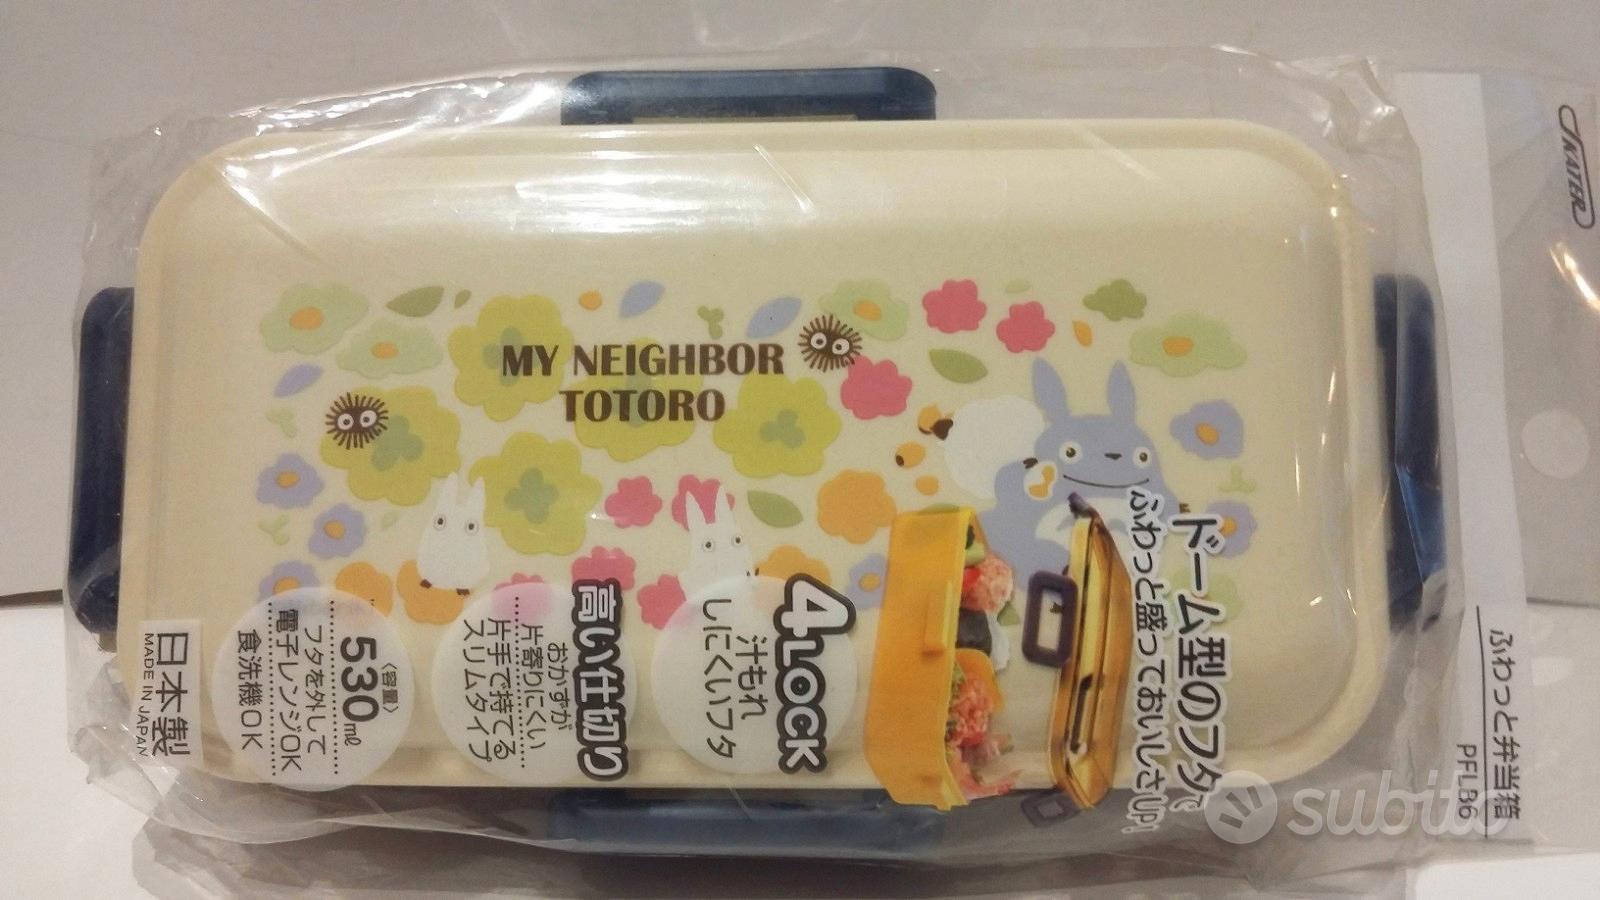 MY NEIGHBOR
TOTORO
SKATER
ふわっと弁当箱
PFLB6
ドーム型のフタで
ふわっと盛っておいしさUp!
4LOCK
汁もれ
しにくいフタ
高い仕切り
おかずが
片寄りにくい
片手で持てる
スリムタイプ
〈容量〉
530ml
フタを外して
電子レンジOK
食洗機OK
日本製
MADE IN JAPAN
subito